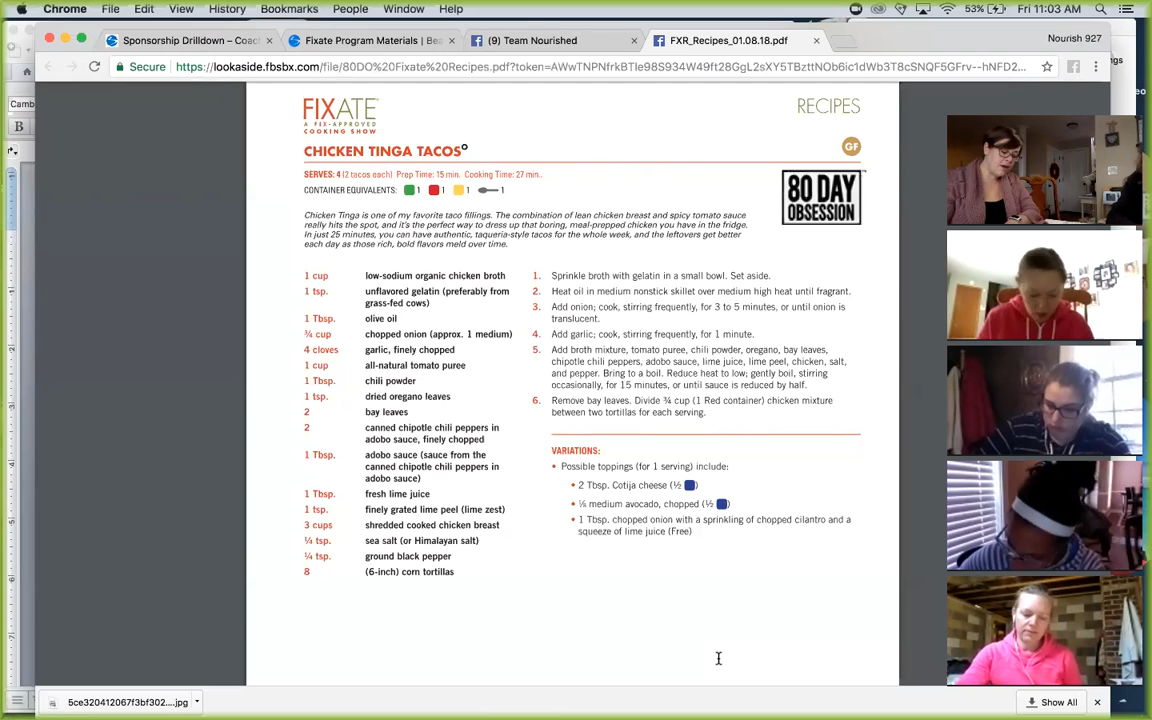 Chrome File Edit View History Bookmarks People Window Help
53% Fri 11:03 AM
Sponsorship Drilldown – Coach
Fixate Program Materials | Bea
(9) Team Nourished
FXR_Recipes_01.08.18.pdf
Nourish 927
Secure
Camb
B
FIXATE
A FIX-APPROVED
COOKING SHOW
RECIPES
CHICKEN TINGA TACOS
GF
SERVES: 4 (2 tacos each) Prop Time: 15 min. Cooking Time: 27 min..
CONTAINER EQUIVALENTS: 1 1 1 1
80 DAY
OBSESSION
Chicken Tinga is one of my favorite taco fillings. The combination of lean chicken breast and spicy tomato sauce
really hits the spot, and it's the perfect way to dress up that boring, meal-prepped chicken you have in the fridge.
In just 25 minutes, you can have authentic, taqueria-style tacos for the whole week, and the leftovers get better
each day as those rich, bold flavors meld over time.
1 cup low-sodium organic chicken broth
1 tsp. unflavored gelatin (preferably from
grass-fed cows)
1 Tbsp. olive oil
¾ cup chopped onion (approx. 1 medium)
4 cloves garlic, finely chopped
1 cup all-natural tomato puree
1 Tbsp. chili powder
1 tsp. dried oregano leaves
2 bay leaves
2 canned chipotle chili peppers in
adobo sauce, finely chopped
1 Tbsp. adobo sauce (sauce from the
canned chipotle chili peppers in
adobo sauce)
1 Tbsp. fresh lime juice
1 tsp. finely grated lime peel (lime zest)
3 cups shredded cooked chicken breast
¼ tsp. sea salt (or Himalayan salt)
¼ tsp. ground black pepper
8 (6-inch) corn tortillas
1. Sprinkle broth with gelatin in a small bowl. Set aside.
2. Heat oil in medium nonstick skillet over medium high heat until fragrant.
3. Add onion; cook, stirring frequently, for 3 to 5 minutes, or until onion is
translucent.
4. Add garlic; cook, stirring frequently, for 1 minute.
5. Add broth mixture, tomato puree, chili powder, oregano, bay leaves,
chipotle chili peppers, adobo sauce, lime juice, lime peel, chicken, salt,
and pepper. Bring to a boil. Reduce heat to low; gently boil, stirring
occasionally, for 15 minutes, or until sauce is reduced by half.
6. Remove bay leaves. Divide ¾ cup (1 Red container) chicken mixture
between two tortillas for each serving.
VARIATIONS:
• Possible toppings (for 1 serving) include:
• 2 Tbsp. Cotija cheese (½ )
• ⅛ medium avocado, chopped (½ )
• 1 Tbsp. chopped onion with a sprinkling of chopped cilantro and a
squeeze of lime juice (Free)
5ce320412067f3bf302....jpg
Show All